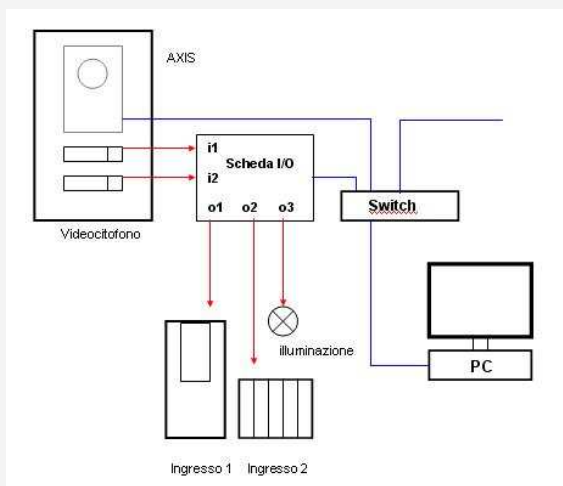 AXIS
i1
Scheda I/O
i2
o1 o2 o3
Switch
Videocitofono
illuminazione
PC
Ingresso 1 Ingresso 2